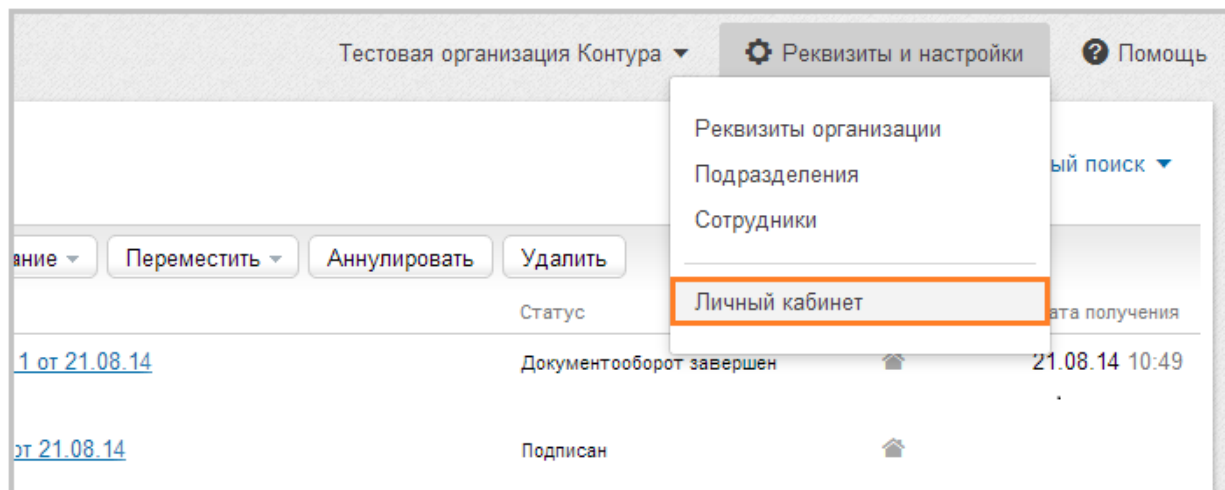 Тестовая организация Контура Реквизиты и настройки Помощь
Реквизиты организации
Подразделения
ый поиск
Сотрудники
ание Переместить Аннулировать Удалить
Личный кабинет
Статус ата получения
1 от 21.08.14 Документооборот завершен 21.08.14 10:49
от 21.08.14 Подписан